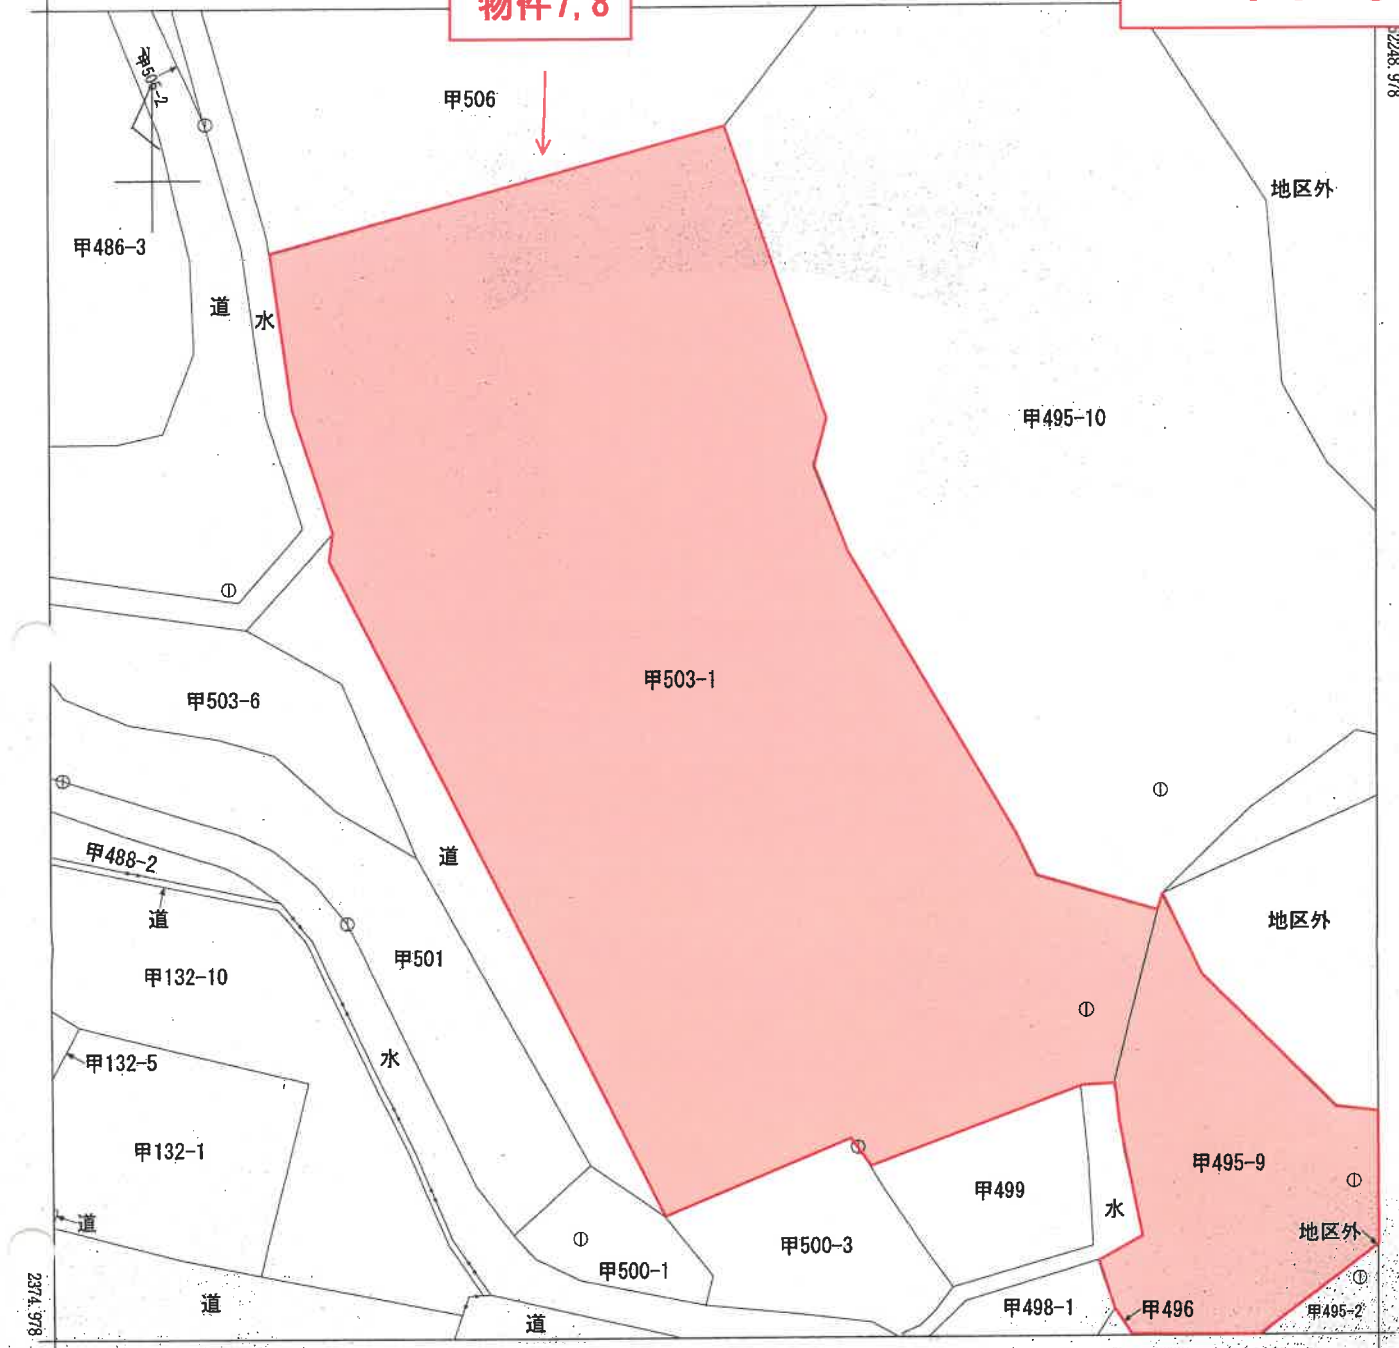 物件7,8
甲506-2
甲506
52248.978
地区外
甲486-3
道
水
甲495-10
甲503-1
甲503-6
道
甲488-2
道
地区外
甲501
甲132-10
水
甲132-5
甲132-1
甲495-9
甲499
水
道
地区外
甲500-3
甲500-1
2374.978
道
甲498-1
甲496
甲495-2
道